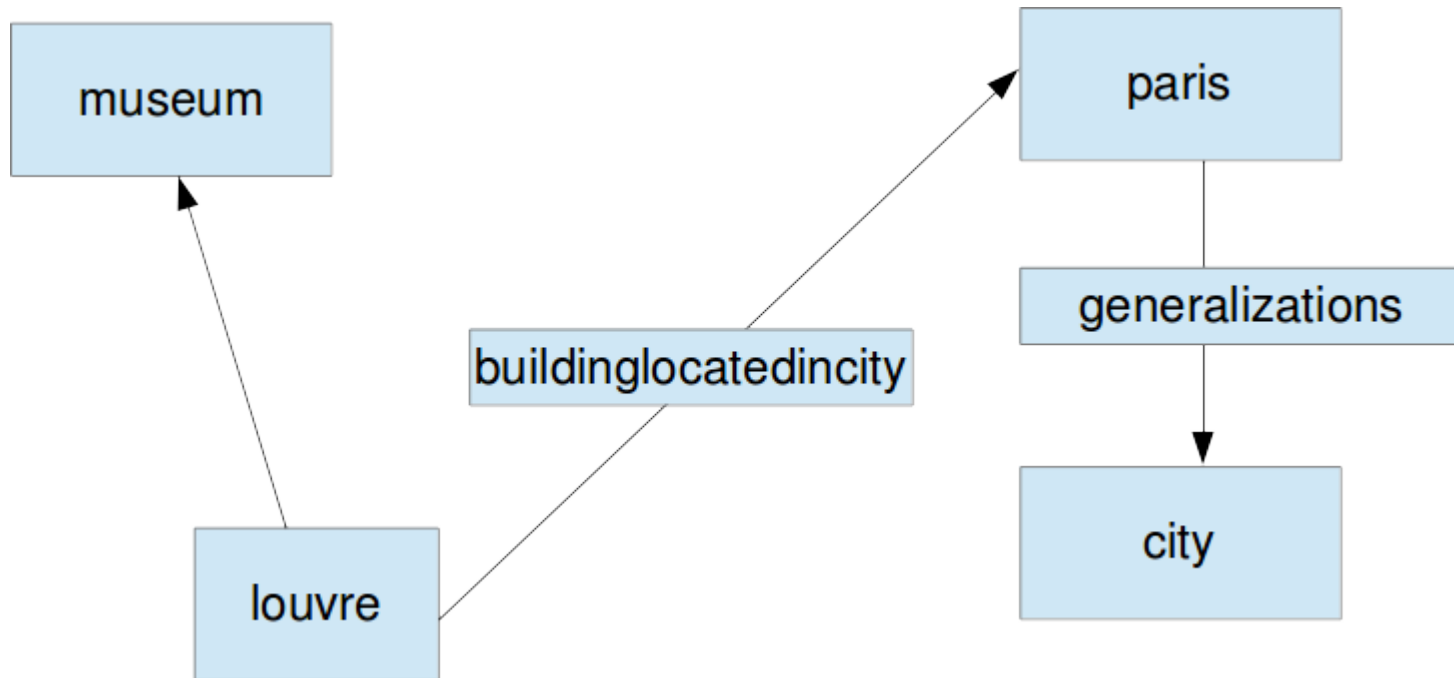 museum
paris
generalizations
buildinglocatedincity
city
louvre